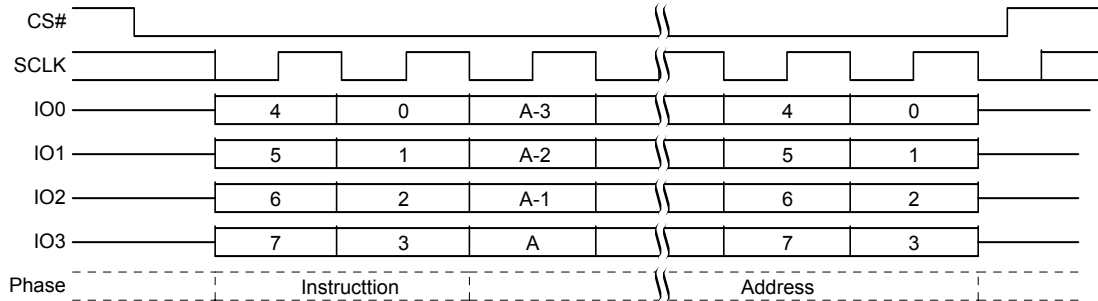 CS#
SCLK
IO0 4 0 A-3 4 0
IO1 5 1 A-2 5 1
IO2 6 2 A-1 6 2
IO3 7 3 A 7 3
Phase Instructtion Address